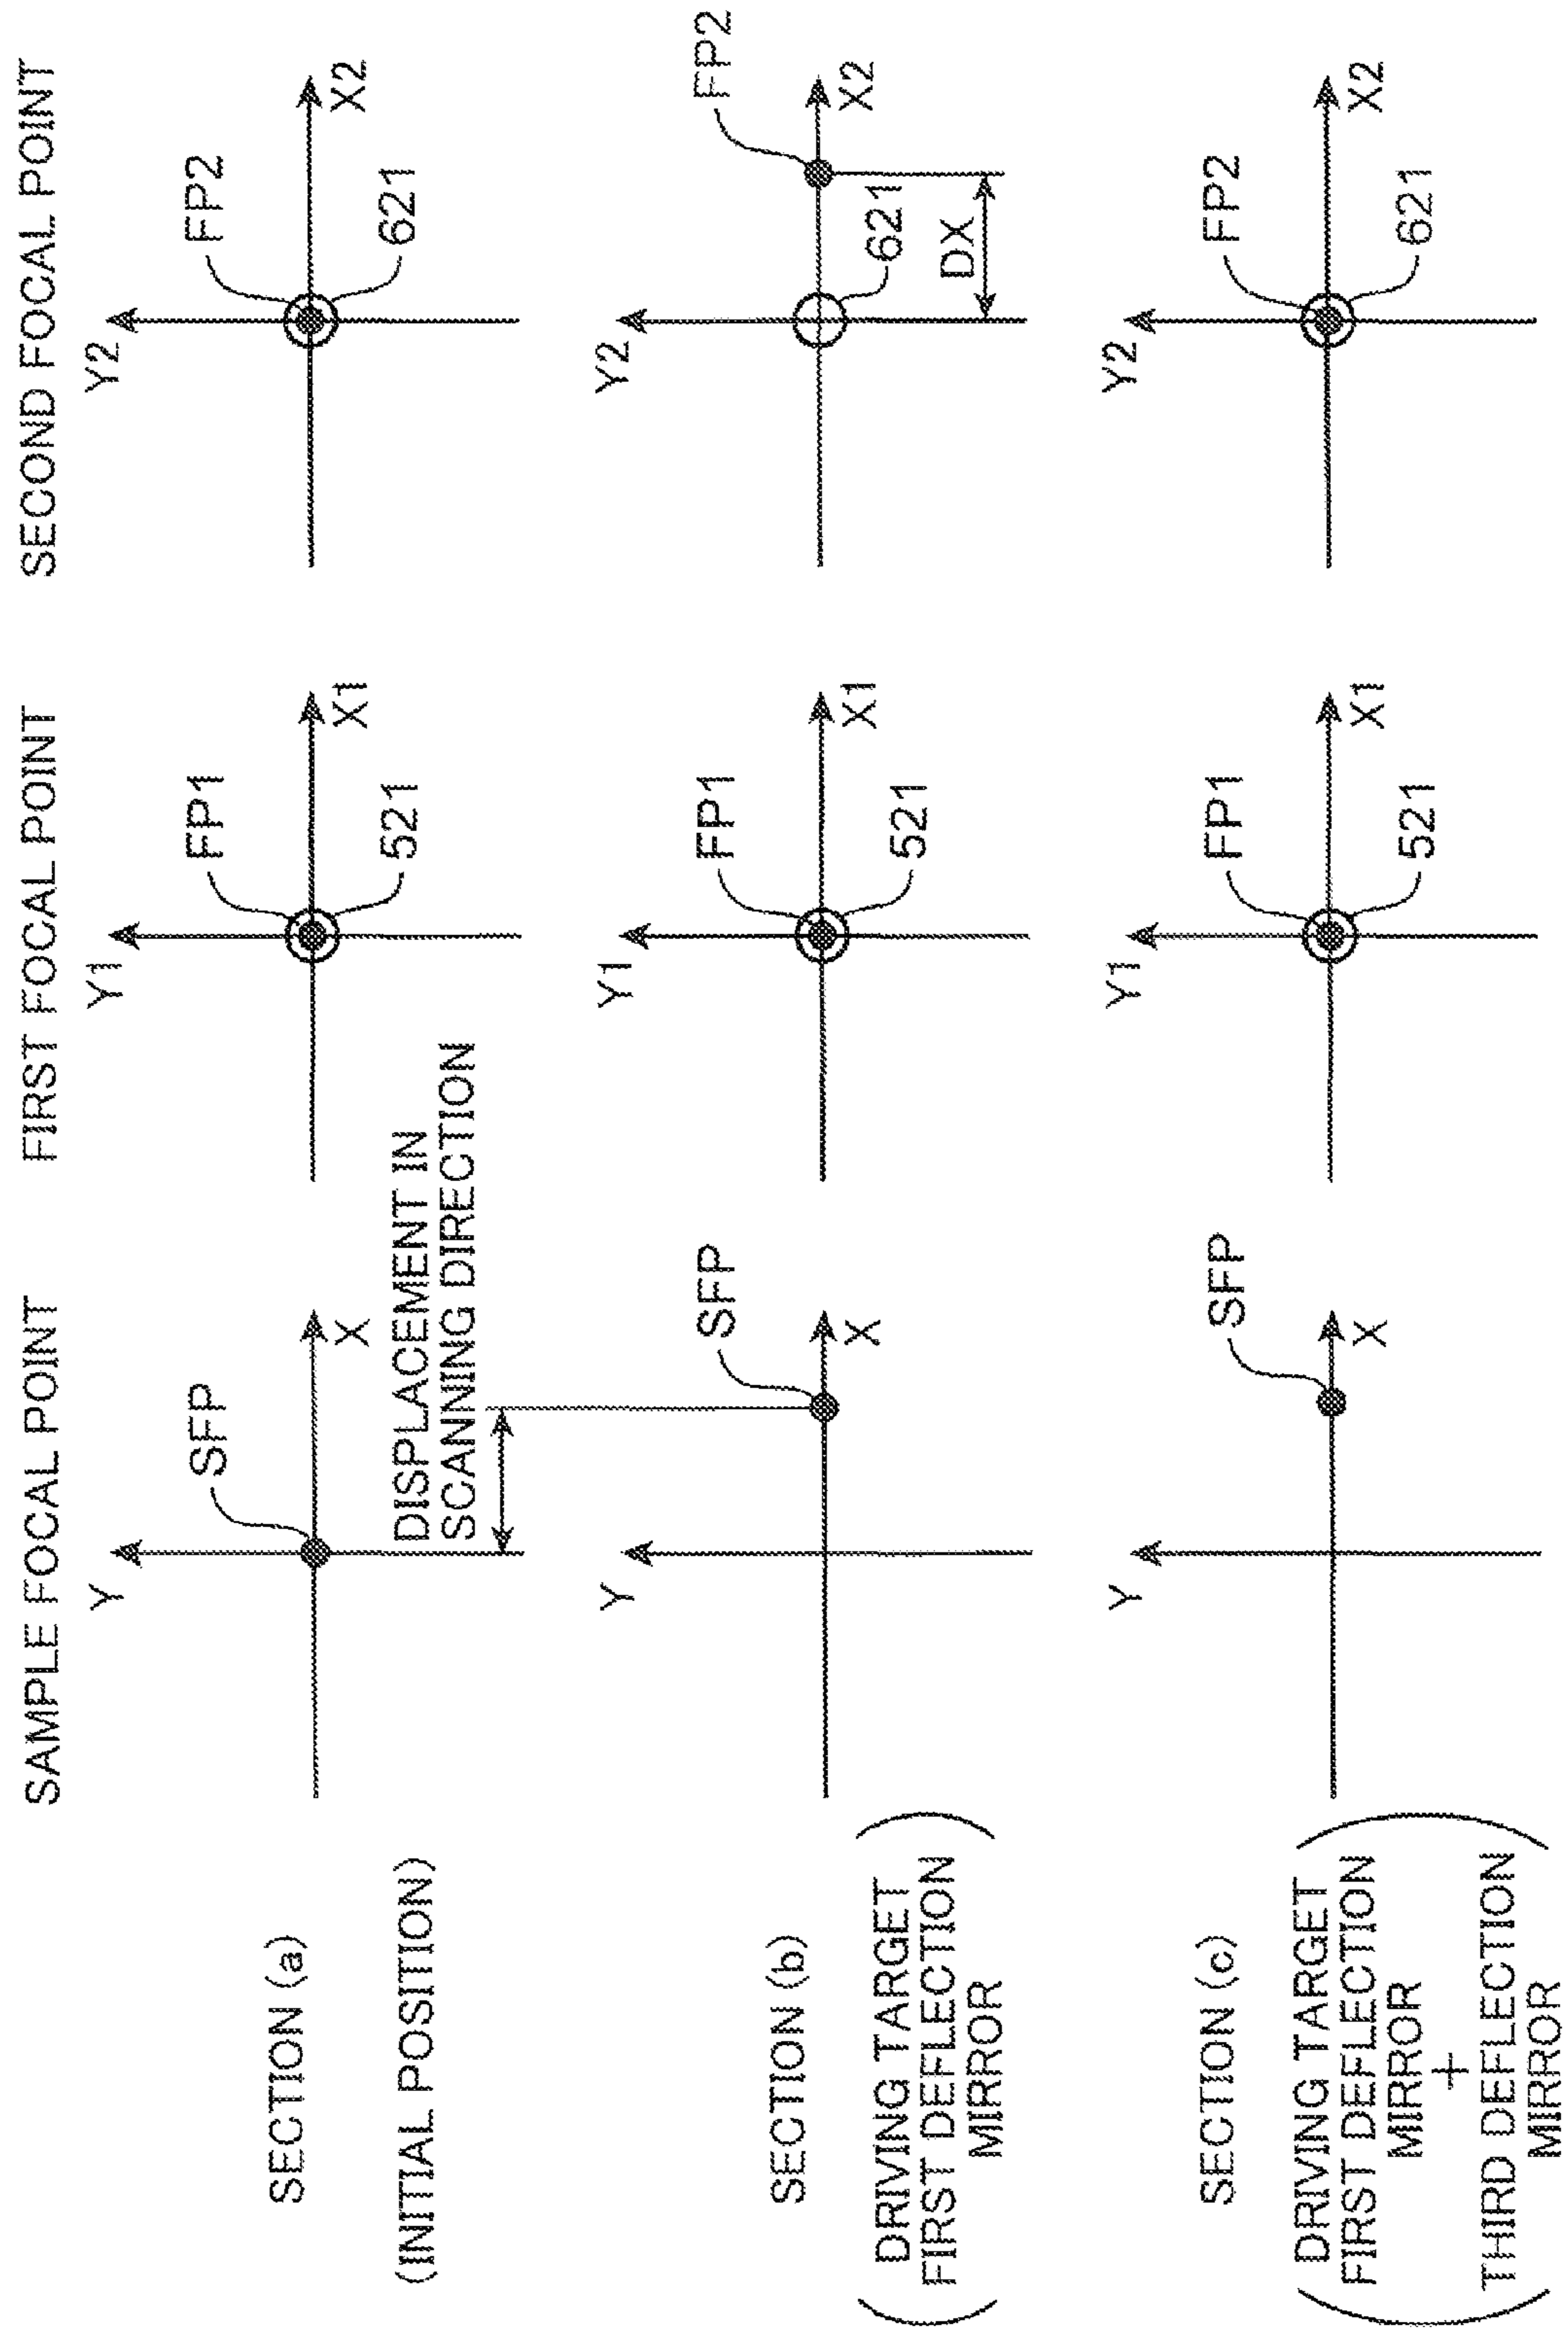 SAMPLE FOCAL POINT
FIRST FOCAL POINT
SECOND FOCAL POINT
SECTION (a)
(INITIAL POSITION)
Y
SFP
X
DISPLACEMENT IN
SCANNING DIRECTION
Y1
FP1
X1
521
Y2
FP2
X2
621
SECTION (b)
DRIVING TARGET
FIRST DEFLECTION
MIRROR
Y
SFP
X
Y1
FP1
X1
521
Y2
FP2
X2
621
DX
SECTION (c)
DRIVING TARGET
FIRST DEFLECTION
MIRROR
+
THIRD DEFLECTION
MIRROR
Y
SFP
X
Y1
FP1
X1
521
Y2
FP2
X2
621